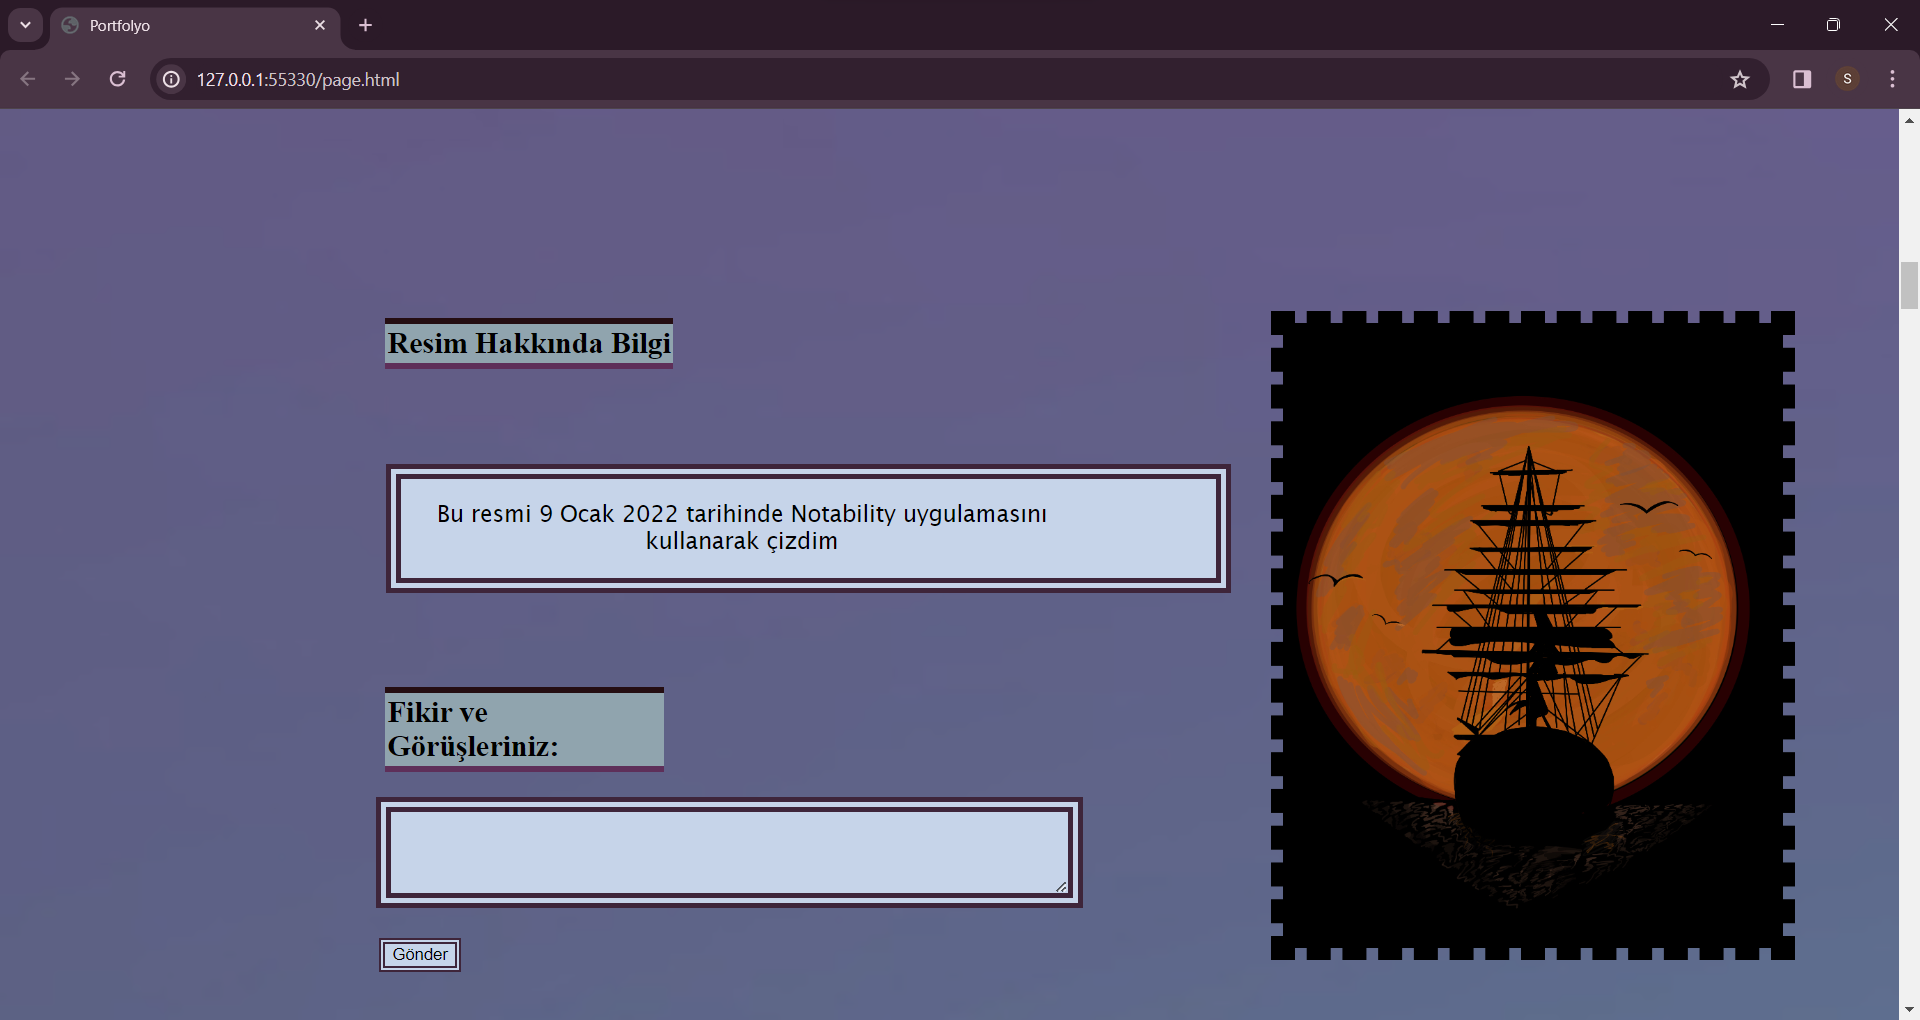 Portfolyo
127.0.0.1:55330/page.html
S
Resim Hakkında Bilgi
Bu resmi 9 Ocak 2022 tarihinde Notability uygulamasını
kullanarak çizdim
Fikir ve
Görüşleriniz:
Gönder